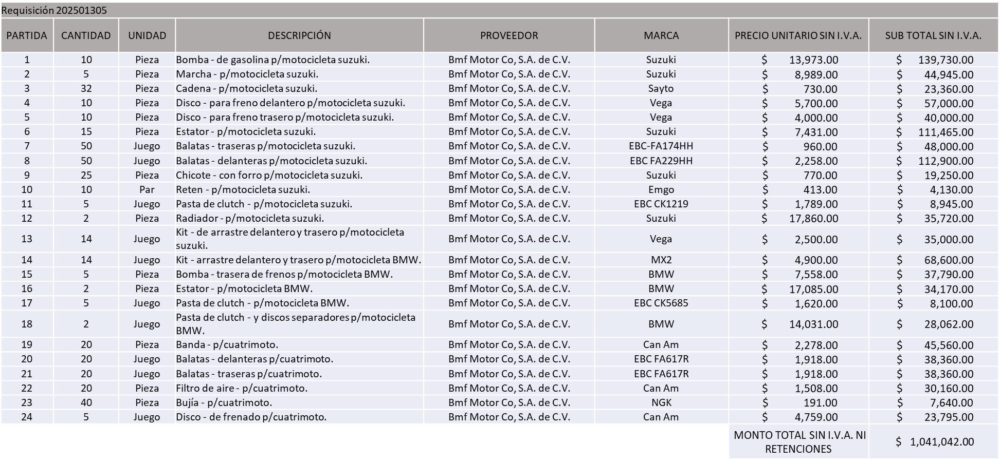 Requisición 202501305
PARTIDA CANTIDAD UNIDAD DESCRIPCIÓN PROVEEDOR MARCA PRECIO UNITARIO SIN I.V.A. SUB TOTAL SIN I.V.A.
1 10 Pieza Bomba - de gasolina p/motocicleta suzuki. Bmf Motor Co, S.A. de C.V. Suzuki $ 13,973.00 $ 139,730.00
2 5 Pieza Marcha - p/motocicleta suzuki. Bmf Motor Co, S.A. de C.V. Suzuki $ 8,989.00 $ 44,945.00
3 32 Pieza Cadena - p/motocicleta suzuki. Bmf Motor Co, S.A. de C.V. Sayto $ 730.00 $ 23,360.00
4 10 Pieza Disco - para freno delantero p/motocicleta suzuki. Bmf Motor Co, S.A. de C.V. Vega $ 5,700.00 $ 57,000.00
5 10 Pieza Disco - para freno trasero p/motocicleta suzuki. Bmf Motor Co, S.A. de C.V. Vega $ 4,000.00 $ 40,000.00
6 15 Pieza Estator - p/motocicleta suzuki. Bmf Motor Co, S.A. de C.V. Suzuki $ 7,431.00 $ 111,465.00
7 50 Juego Balatas - traseras p/motocicleta suzuki. Bmf Motor Co, S.A. de C.V. EBC-FA174HH $ 960.00 $ 48,000.00
8 50 Juego Balatas - delanteras p/motocicleta suzuki. Bmf Motor Co, S.A. de C.V. EBC FA229HH $ 2,258.00 $ 112,900.00
9 25 Pieza Chicote - con forro p/motocicleta suzuki. Bmf Motor Co, S.A. de C.V. Suzuki $ 770.00 $ 19,250.00
10 10 Par Reten - p/motocicleta suzuki. Bmf Motor Co, S.A. de C.V. Emgo $ 413.00 $ 4,130.00
11 5 Juego Pasta de clutch - p/motocicleta suzuki. Bmf Motor Co, S.A. de C.V. EBC CK1219 $ 1,789.00 $ 8,945.00
12 2 Pieza Radiador - p/motocicleta suzuki. Bmf Motor Co, S.A. de C.V. Suzuki $ 17,860.00 $ 35,720.00
13 14 Juego Kit - de arrastre delantero y trasero p/motocicleta
suzuki. Bmf Motor Co, S.A. de C.V. Vega $ 2,500.00 $ 35,000.00
14 14 Juego Kit - arrastre delantero y trasero p/motocicleta BMW. Bmf Motor Co, S.A. de C.V. MX2 $ 4,900.00 $ 68,600.00
15 5 Pieza Bomba - trasera de frenos p/motocicleta BMW. Bmf Motor Co, S.A. de C.V. BMW $ 7,558.00 $ 37,790.00
16 2 Pieza Estator - p/motocicleta BMW. Bmf Motor Co, S.A. de C.V. BMW $ 17,085.00 $ 34,170.00
17 5 Juego Pasta de clutch - p/motocicleta BMW. Bmf Motor Co, S.A. de C.V. EBC CK5685 $ 1,620.00 $ 8,100.00
18 2 Juego Pasta de clutch - y discos separadores p/motocicleta
BMW. Bmf Motor Co, S.A. de C.V. BMW $ 14,031.00 $ 28,062.00
19 20 Pieza Banda - p/cuatrimoto. Bmf Motor Co, S.A. de C.V. Can Am $ 2,278.00 $ 45,560.00
20 20 Juego Balatas - delanteras p/cuatrimoto. Bmf Motor Co, S.A. de C.V. EBC FA617R $ 1,918.00 $ 38,360.00
21 20 Juego Balatas - traseras p/cuatrimoto. Bmf Motor Co, S.A. de C.V. EBC FA617R $ 1,918.00 $ 38,360.00
22 20 Pieza Filtro de aire - p/cuatrimoto. Bmf Motor Co, S.A. de C.V. Can Am $ 1,508.00 $ 30,160.00
23 40 Pieza Bujía - p/cuatrimoto. Bmf Motor Co, S.A. de C.V. NGK $ 191.00 $ 7,640.00
24 5 Juego Disco - de frenado p/cuatrimoto. Bmf Motor Co, S.A. de C.V. Can Am $ 4,759.00 $ 23,795.00
MONTO TOTAL SIN I.V.A. NI
RETENCIONES $ 1,041,042.00